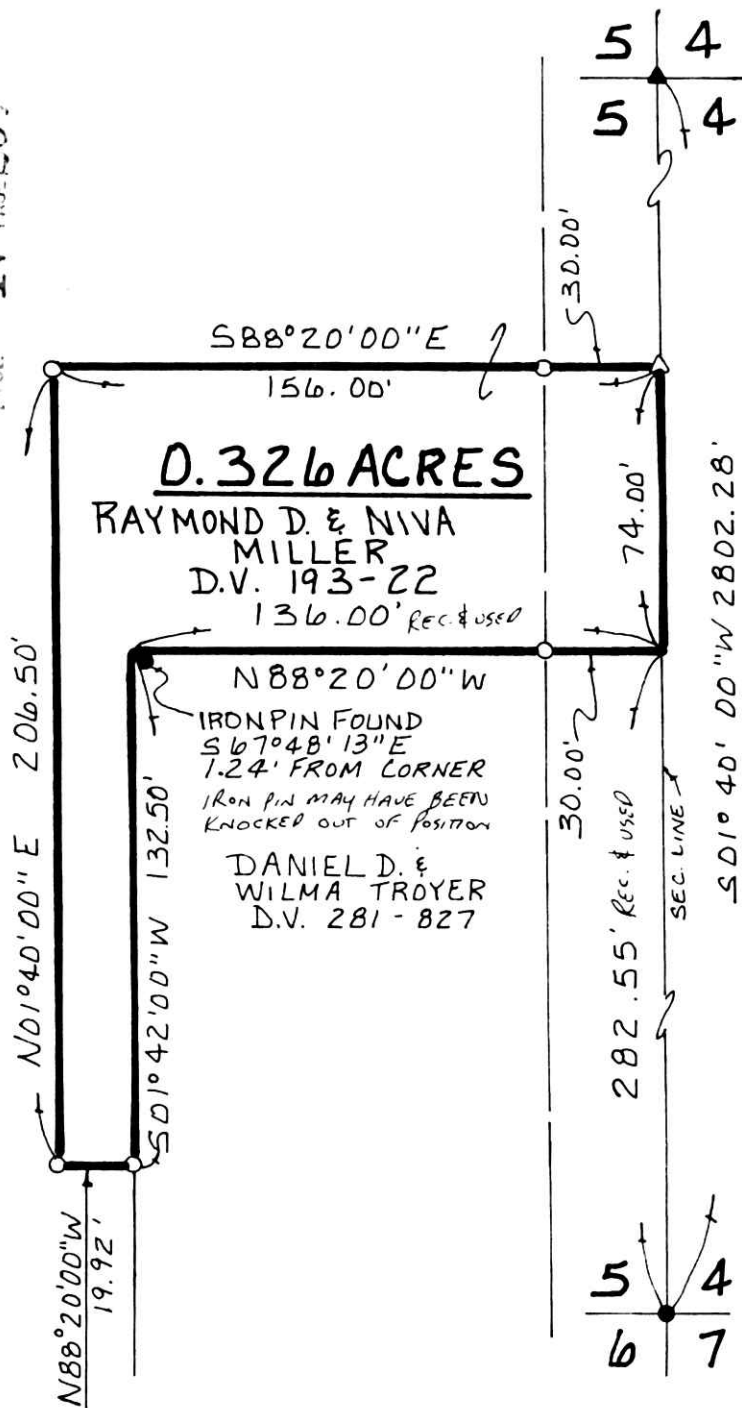 5 4
5 4
30.00'
S88°20'00"E
156.00'
0.326 ACRES
RAYMOND D. & NIVA
MILLER
D.V. 193-22
136.00' REC. & USED
N88°20'00"W
74.00'
S01° 40' 00"W 2802.28'
IRON PIN FOUND
S67°48'13"E
1.24' FROM CORNER
IRON PIN MAY HAVE BEEN
KNOCKED OUT OF POSITION
DANIEL D. &
WILMA TROYER
D.V. 281-827
N01°40'00"E 206.50'
S01°42'00"W 132.50'
30.00'
282.55' REC. & USED
SEC. LINE
N88°20'00"W
19.92'
5 4
6 7